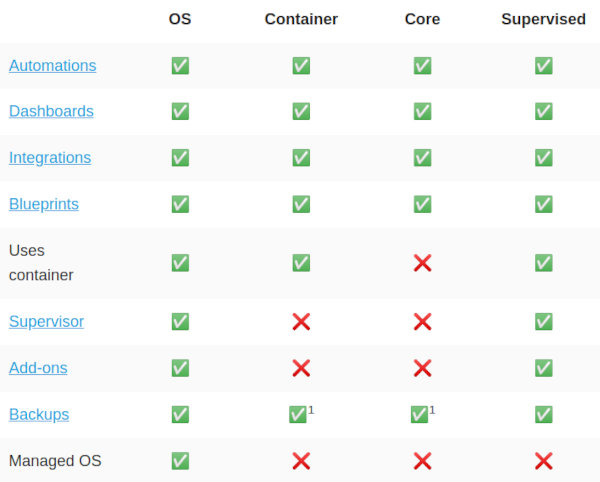 OS Container Core Supervised
Automations ✅ ✅ ✅ ✅
Dashboards ✅ ✅ ✅ ✅
Integrations ✅ ✅ ✅ ✅
Blueprints ✅ ✅ ✅ ✅
Uses
container ✅ ✅ ❌ ✅
Supervisor ✅ ❌ ❌ ✅
Add-ons ✅ ❌ ❌ ✅
Backups ✅ ✅1 ✅1 ✅
Managed OS ✅ ❌ ❌ ❌